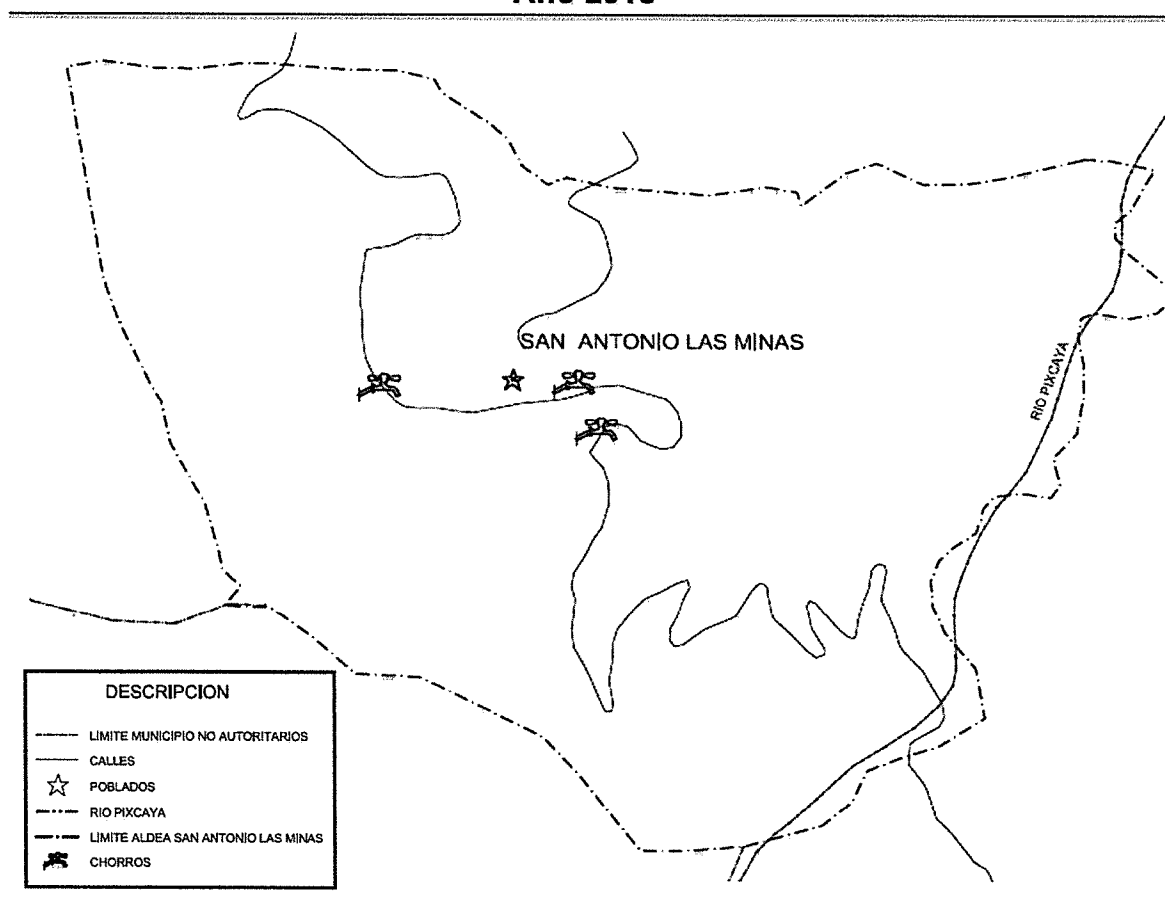 SAN ANTONIO LAS MINAS
RIO PIXCAYA
DESCRIPCION
LIMITE MUNICIPIO NO AUTORITARIOS
CALLES
POBLADOS
RIO PIXCAYA
LIMITE ALDEA SAN ANTONIO LAS MINAS
CHORROS